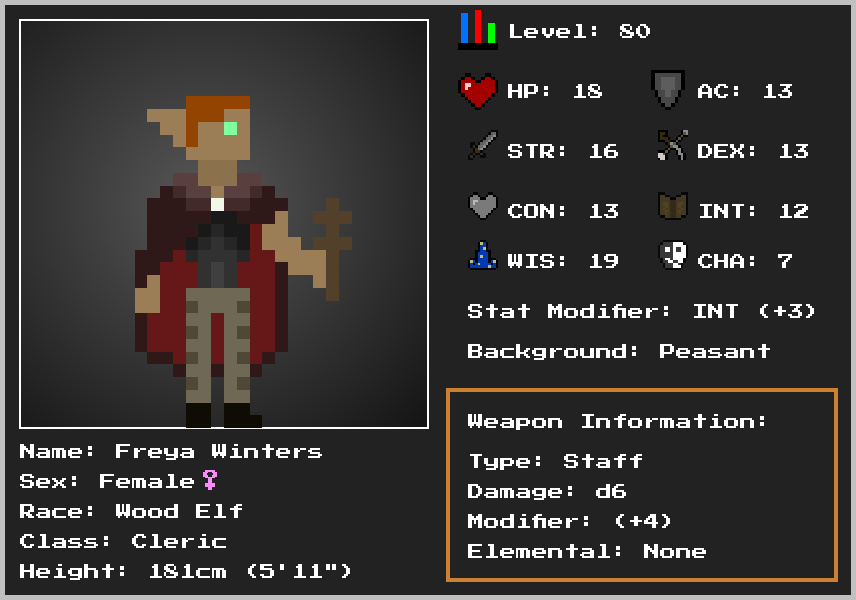 Level: 80
HP: 18 AC: 13
STR: 16 DEX: 13
CON: 13 INT: 12
WIS: 19 CHA: 7
Stat Modifier: INT (+3)
Background: Peasant
Weapon Information:
Type: Staff
Damage: d6
Modifier: (+4)
Elemental: None
Name: Freya Winters
Sex: Female♀
Race: Wood Elf
Class: Cleric
Height: 181cm (5'11")